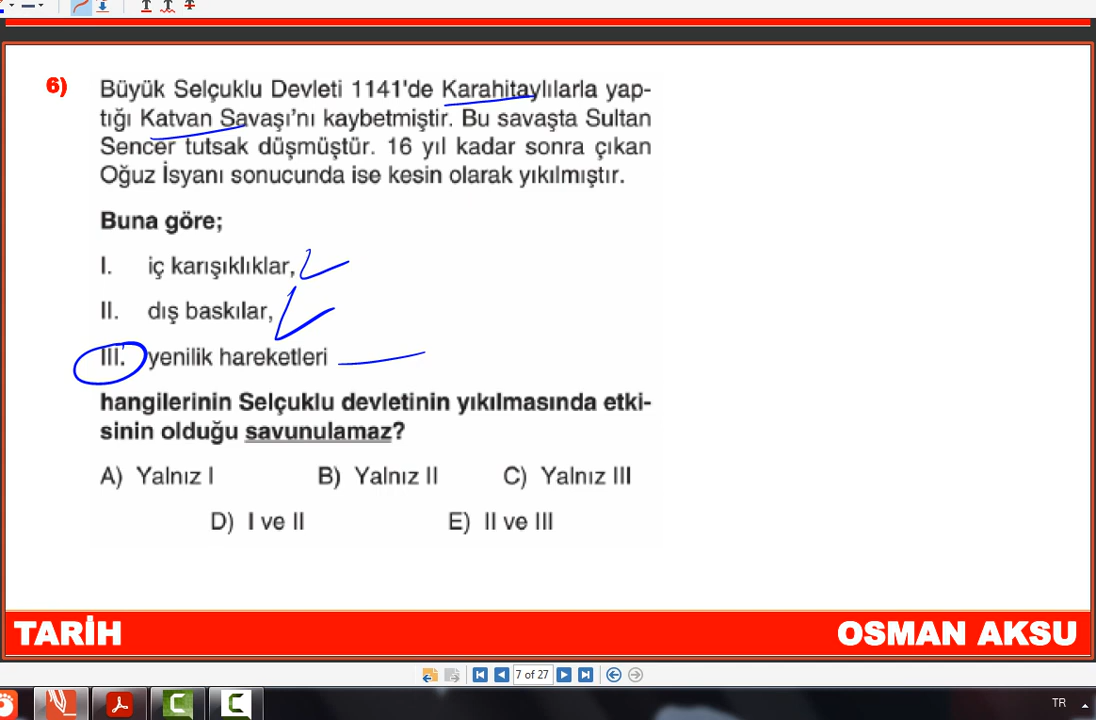 6)
Büyük Selçuklu Devleti 1141'de Karahitaylılarla yap-
tığı Katvan Savaşı'nı kaybetmiştir. Bu savaşta Sultan
Sencer tutsak düşmüştür. 16 yıl kadar sonra çıkan
Oğuz İsyanı sonucunda ise kesin olarak yıkılmıştır.
Buna göre;
I. iç karışıklıklar,
II. dış baskılar,
III. yenilik hareketleri
hangilerinin Selçuklu devletinin yıkılmasında etki-
sinin olduğu savunulamaz?
A) Yalnız I B) Yalnız II C) Yalnız III
D) I ve II E) II ve III
TARİH OSMAN AKSU
7 of 27
TR